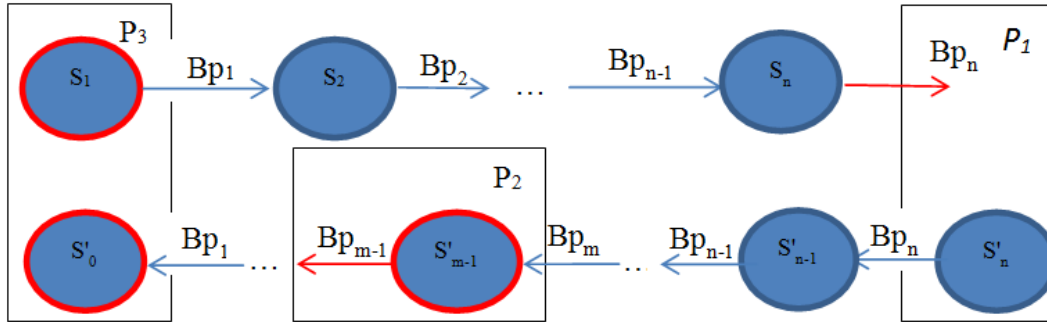 P₃ P₁
S₁ Bp₁ S₂ Bp₂ ... Bpₙ₋₁ Sₙ Bpₙ
P₂
S'₀ Bp₁ ... Bpₘ₋₁ S'ₘ₋₁ Bpₘ ... Bpₙ₋₁ S'ₙ₋₁ Bpₙ S'ₙ